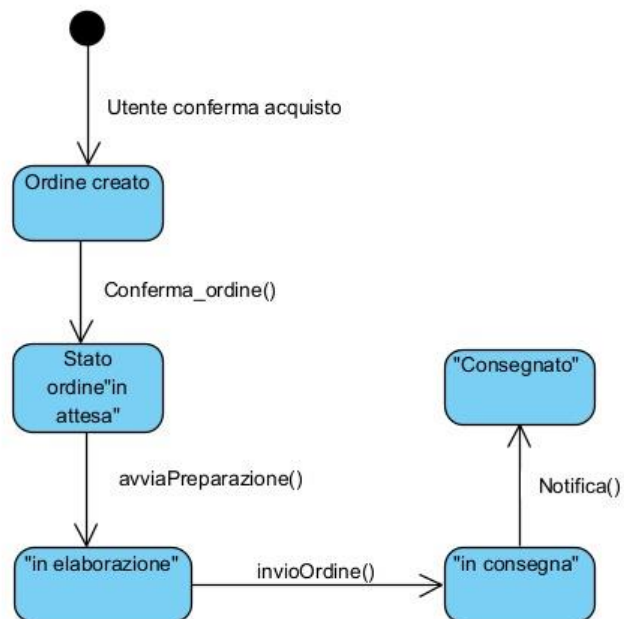 Utente conferma acquisto
Ordine creato
Conferma_ordine()
Stato
ordine"in
attesa"
"Consegnato"
avviaPreparazione()
Notifica()
"in elaborazione"
invioOrdine()
"in consegna"